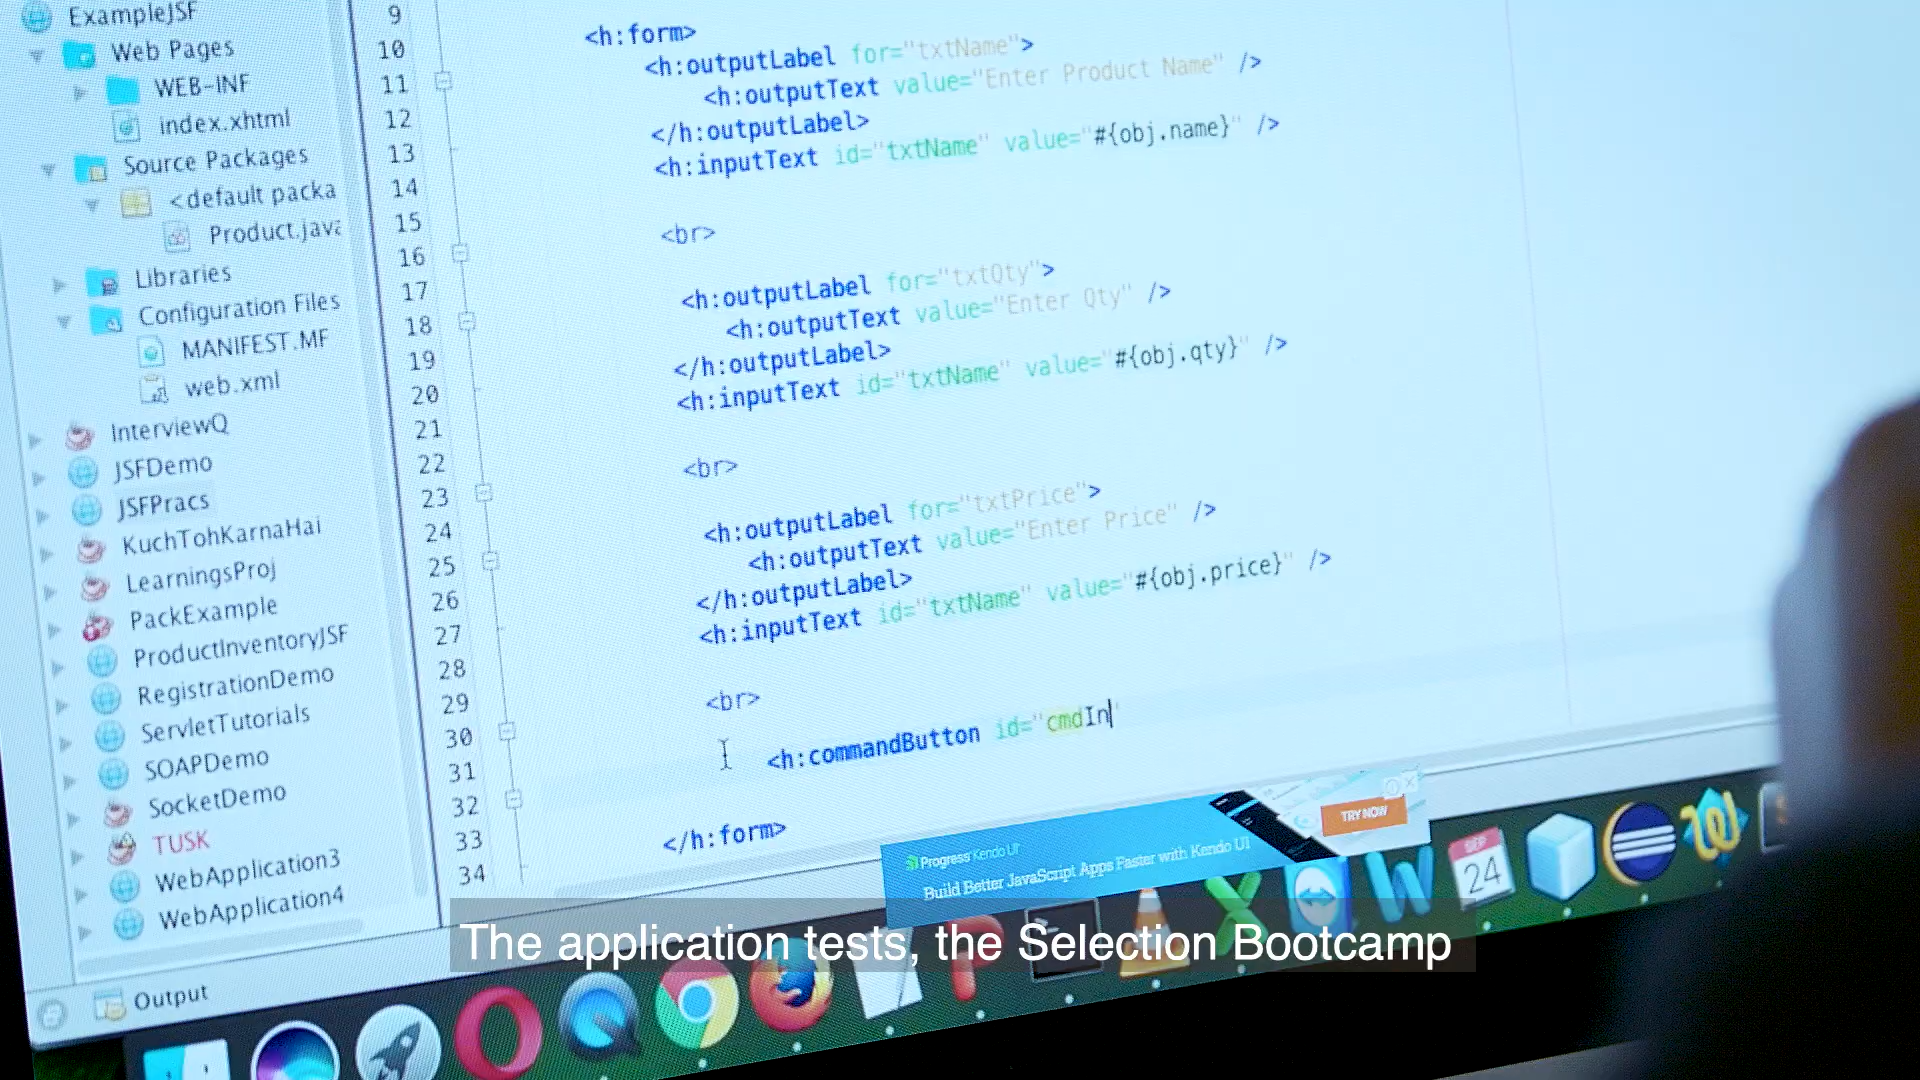 ExampleJSF
Web Pages
WEB-INF
index.xhtml
Source Packages
<default packa
Product.java
Libraries
Configuration Files
MANIFEST.MF
web.xml
InterviewQ
JSFDemo
JSFPracs
KuchTohKarnaHai
LearningsProj
PackExample
ProductInventoryJSF
RegistrationDemo
ServletTutorials
SOAPDemo
SocketDemo
TUSK
WebApplication3
WebApplication4
Output
9
10
11
12
13
14
15
16
17
18
19
20
21
22
23
24
25
26
27
28
29
30
31
32
33
34
<h:form>
<h:outputLabel for="txtName">
<h:outputText value="Enter Product Name" />
</h:outputLabel>
<h:inputText id="txtName" value="#{obj.name}" />
<br>
<h:outputLabel for="txtQty">
<h:outputText value="Enter Qty" />
</h:outputLabel>
<h:inputText id="txtName" value="#{obj.qty}" />
<br>
<h:outputLabel for="txtPrice">
<h:outputText value="Enter Price" />
</h:outputLabel>
<h:inputText id="txtName" value="#{obj.price}" />
<br>
<h:commandButton id="cmdIn"
</h:form>
Progress Kendo UI
Build Better JavaScript Apps Faster with Kendo UI
TRY NOW
SEP
24
The application tests, the Selection Bootcamp